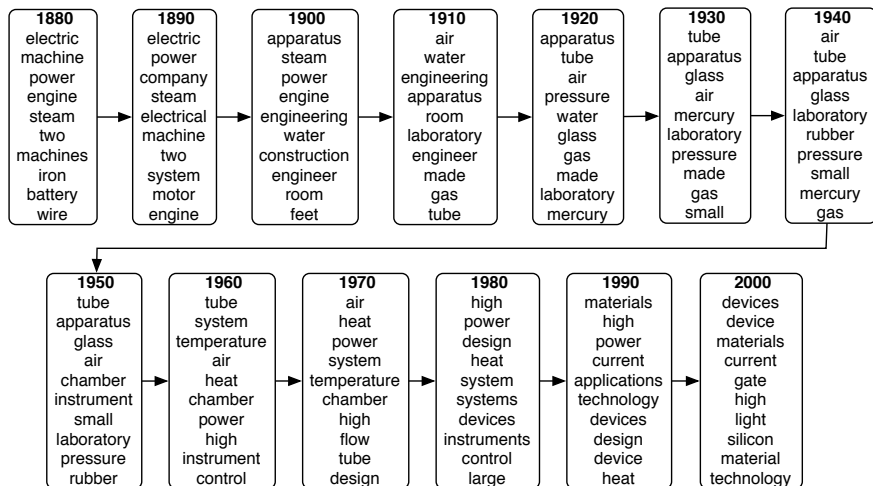 1880
electric
machine
power
engine
steam
two
machines
iron
battery
wire
1890
electric
power
company
steam
electrical
machine
two
system
motor
engine
1900
apparatus
steam
power
engine
engineering
water
construction
engineer
room
feet
1910
air
water
engineering
apparatus
room
laboratory
engineer
made
gas
tube
1920
apparatus
tube
air
pressure
water
glass
gas
made
laboratory
mercury
1930
tube
apparatus
glass
air
mercury
laboratory
pressure
made
gas
small
1940
air
tube
apparatus
glass
laboratory
rubber
pressure
small
mercury
gas
1950
tube
apparatus
glass
air
chamber
instrument
small
laboratory
pressure
rubber
1960
tube
system
temperature
air
heat
chamber
power
high
instrument
control
1970
air
heat
power
system
temperature
chamber
high
flow
tube
design
1980
high
power
design
heat
system
systems
devices
instruments
control
large
1990
materials
high
power
current
applications
technology
devices
design
device
heat
2000
devices
device
materials
current
gate
high
light
silicon
material
technology